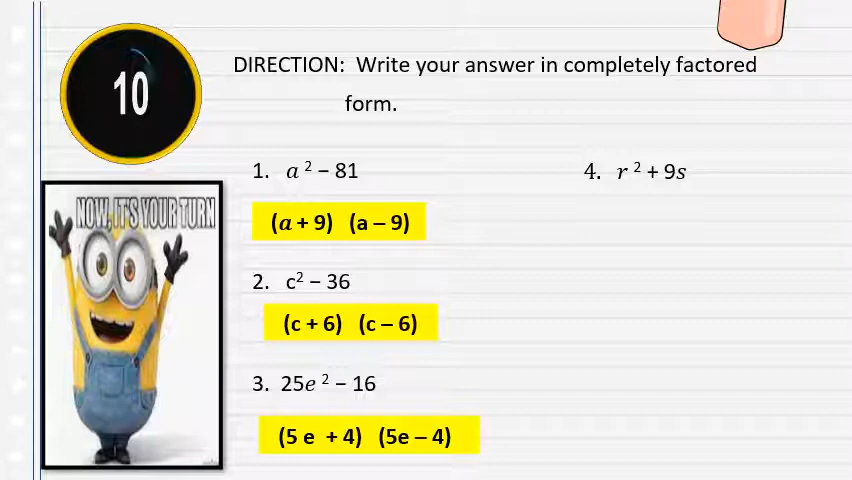 10
DIRECTION: Write your answer in completely factored
form.
NOW, IT'S YOUR TURN
1. a² − 81
(a + 9) (a − 9)
2. c² − 36
(c + 6) (c − 6)
3. 25e² − 16
(5 e + 4) (5e − 4)
4. r² + 9s